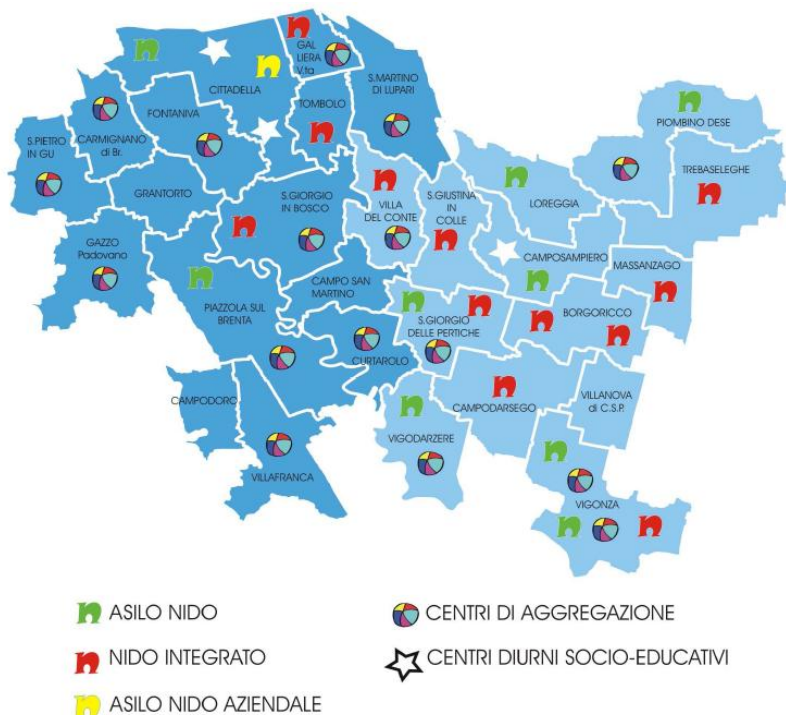 GAL
LIERA
V.ta
CITTADELLA
S.MARTINO
DI LUPARI
TOMBOLO
FONTANIVA
CARMIGNANO
di Br.
S.PIETRO
IN GU
GRANTORTO
S.GIORGIO
IN BOSCO
GAZZO
Padovano
PIAZZOLA SUL
BRENTA
CAMPO SAN
MARTINO
CURTAROLO
CAMPODORO
VILLAFRANCA
PIOMBINO DESE
TREBASELEGHE
LOREGGIA
VILLA
DEL CONTE
S.GIUSTINA
IN
COLLE
CAMPOSAMPIERO
MASSANZAGO
S.GIORGIO
DELLE PERTICHE
BORGORICCO
CAMPODARSEGO
VILLANOVA
di C.S.P.
VIGODARZERE
VIGONZA
n ASILO NIDO
n NIDO INTEGRATO
n ASILO NIDO AZIENDALE
CENTRI DI AGGREGAZIONE
CENTRI DIURNI SOCIO-EDUCATIVI